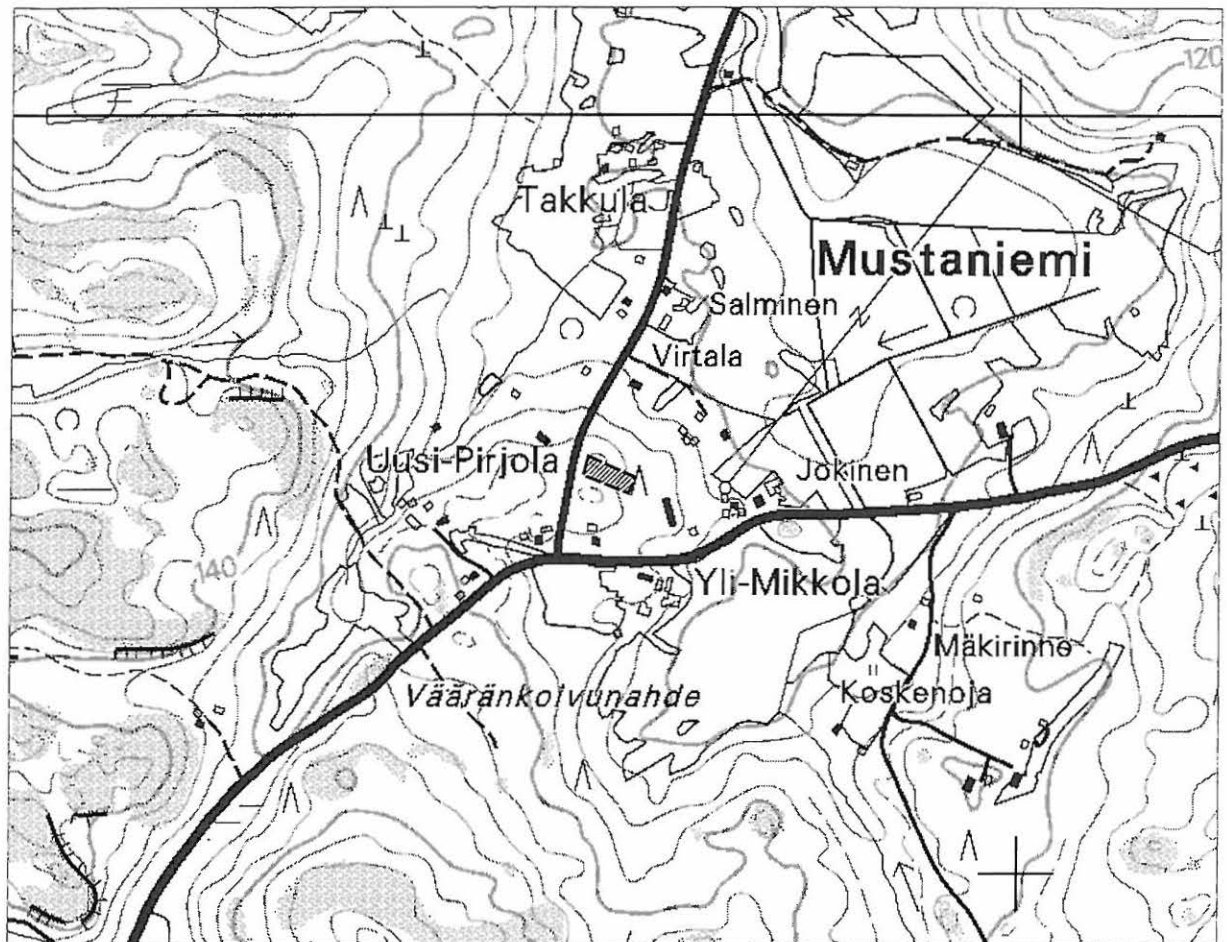 120
Takkula
Mustaniemi
Salminen
Virtala
Uusi-Pirjola
Jokinen
140
Yli-Mikkola
Mäkirinne
Koskenoja
Vääränkoivunahde